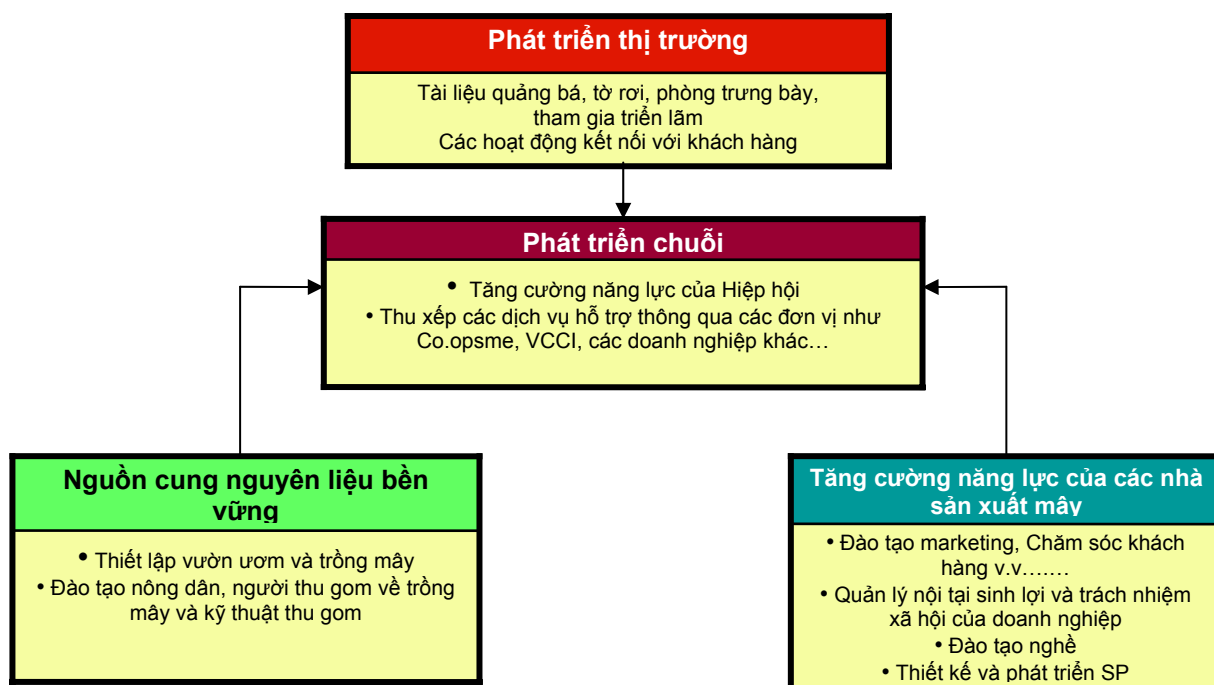 Phát triển thị trường
Tài liệu quảng bá, tờ rơi, phòng trưng bày,
tham gia triển lãm
Các hoạt động kết nối với khách hàng
Phát triển chuỗi
• Tăng cường năng lực của Hiệp hội
• Thu xếp các dịch vụ hỗ trợ thông qua các đơn vị như
Co.opsme, VCCI, các doanh nghiệp khác…
Nguồn cung nguyên liệu bền
vững
• Thiết lập vườn ươm và trồng mây
• Đào tạo nông dân, người thu gom về trồng
mây và kỹ thuật thu gom
Tăng cường năng lực của các nhà
sản xuất mây
• Đào tạo marketing, Chăm sóc khách
hàng v.v…....
• Quản lý nội tại sinh lợi và trách nhiệm
xã hội của doanh nghiệp
• Đào tạo nghề
• Thiết kế và phát triển SP